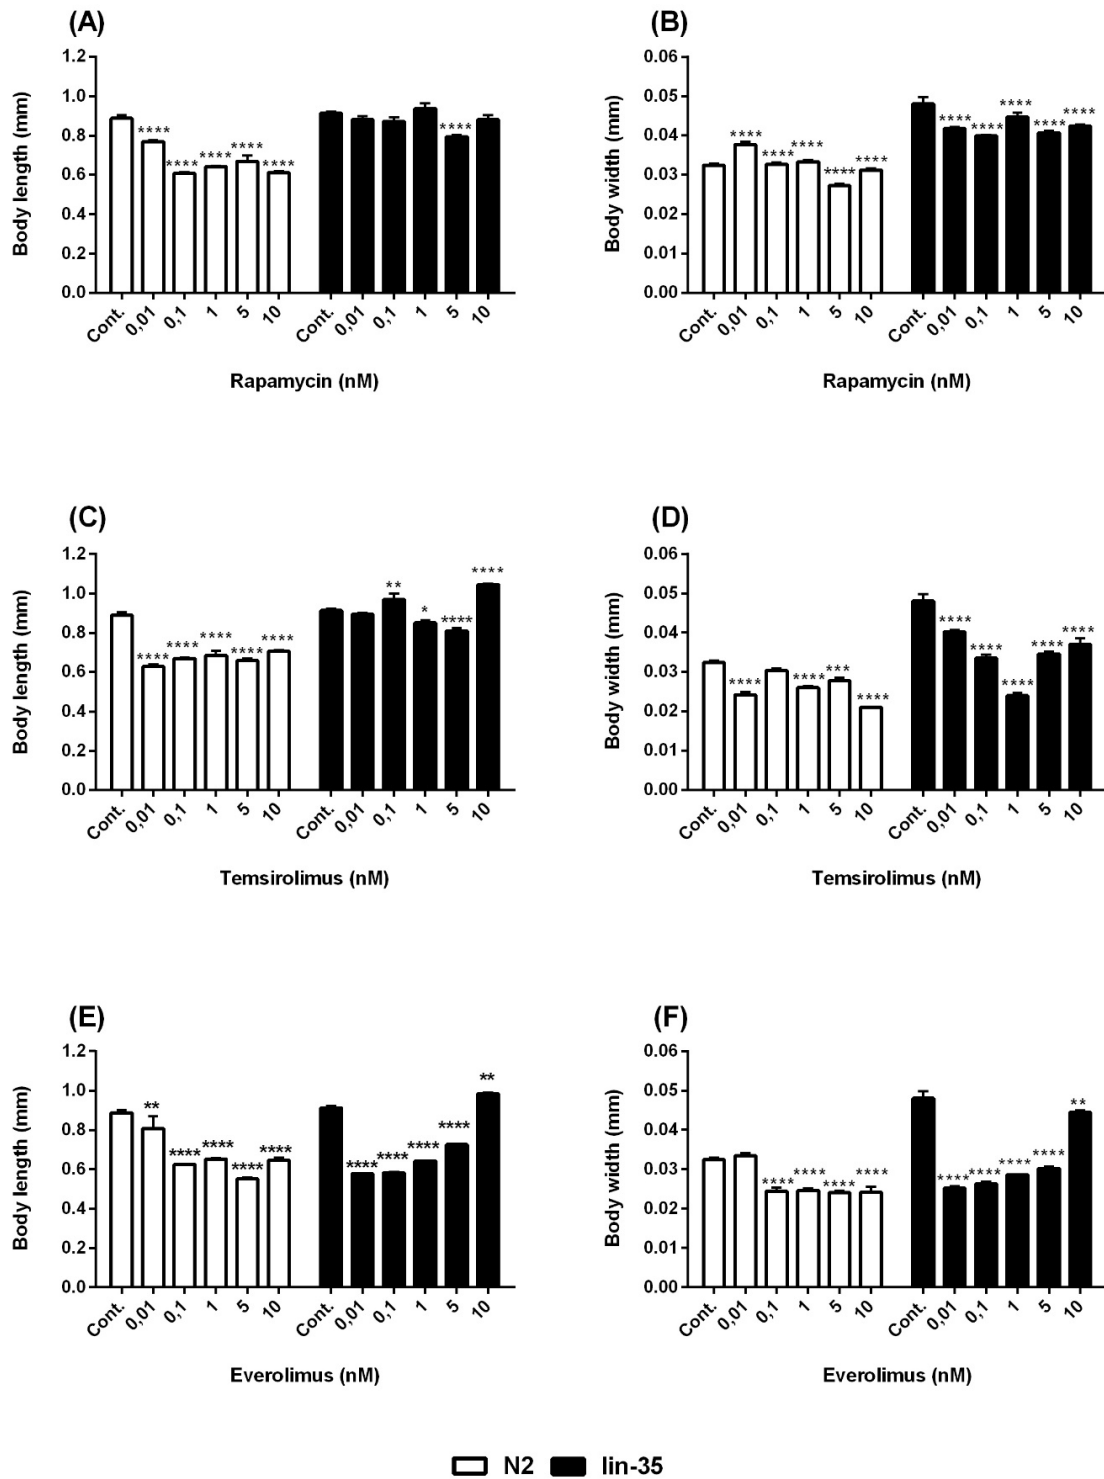 (A)
Body length (mm)
1.2
1.0
0.8
0.6
0.4
0.2
0.0
**** **** **** **** **** ****
Cont. 0,01 0,1 1 5 10 Cont. 0,01 0,1 1 5 10
Rapamycin (nM)
(B)
Body width (mm)
0.06
0.05
0.04
0.03
0.02
0.01
0.00
**** **** **** **** **** **** **** **** **** ****
Cont. 0,01 0,1 1 5 10 Cont. 0,01 0,1 1 5 10
Rapamycin (nM)
(C)
Body length (mm)
1.2
1.0
0.8
0.6
0.4
0.2
0.0
**** **** **** **** **** ** * **** ****
Cont. 0,01 0,1 1 5 10 Cont. 0,01 0,1 1 5 10
Temsirolimus (nM)
(D)
Body width (mm)
0.06
0.05
0.04
0.03
0.02
0.01
0.00
**** **** *** **** **** **** **** **** ****
Cont. 0,01 0,1 1 5 10 Cont. 0,01 0,1 1 5 10
Temsirolimus (nM)
(E)
Body length (mm)
1.2
1.0
0.8
0.6
0.4
0.2
0.0
** **** **** **** **** **** **** **** **** **
Cont. 0,01 0,1 1 5 10 Cont. 0,01 0,1 1 5 10
Everolimus (nM)
(F)
Body width (mm)
0.06
0.05
0.04
0.03
0.02
0.01
0.00
**** **** **** **** **** **** **** **** **
Cont. 0,01 0,1 1 5 10 Cont. 0,01 0,1 1 5 10
Everolimus (nM)
N2 lin-35